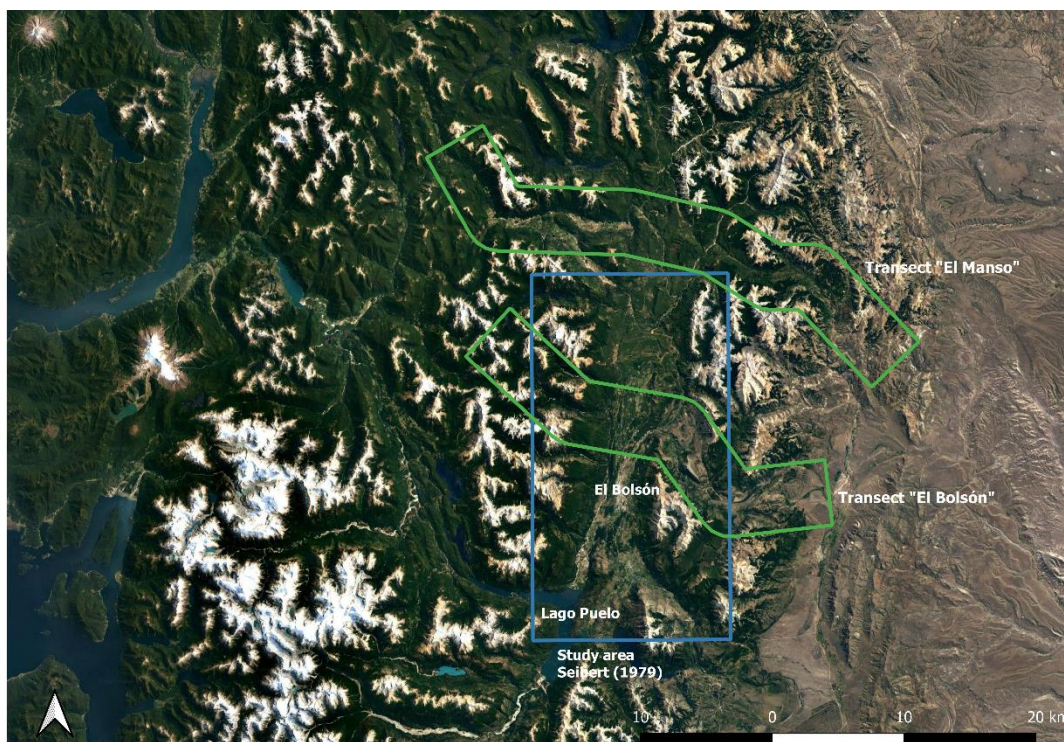 Transect "El Manso"
El Bolsón
Transect "El Bolsón"
Lago Puelo
Study area
Seibert (1979)
10 0 10 20 km